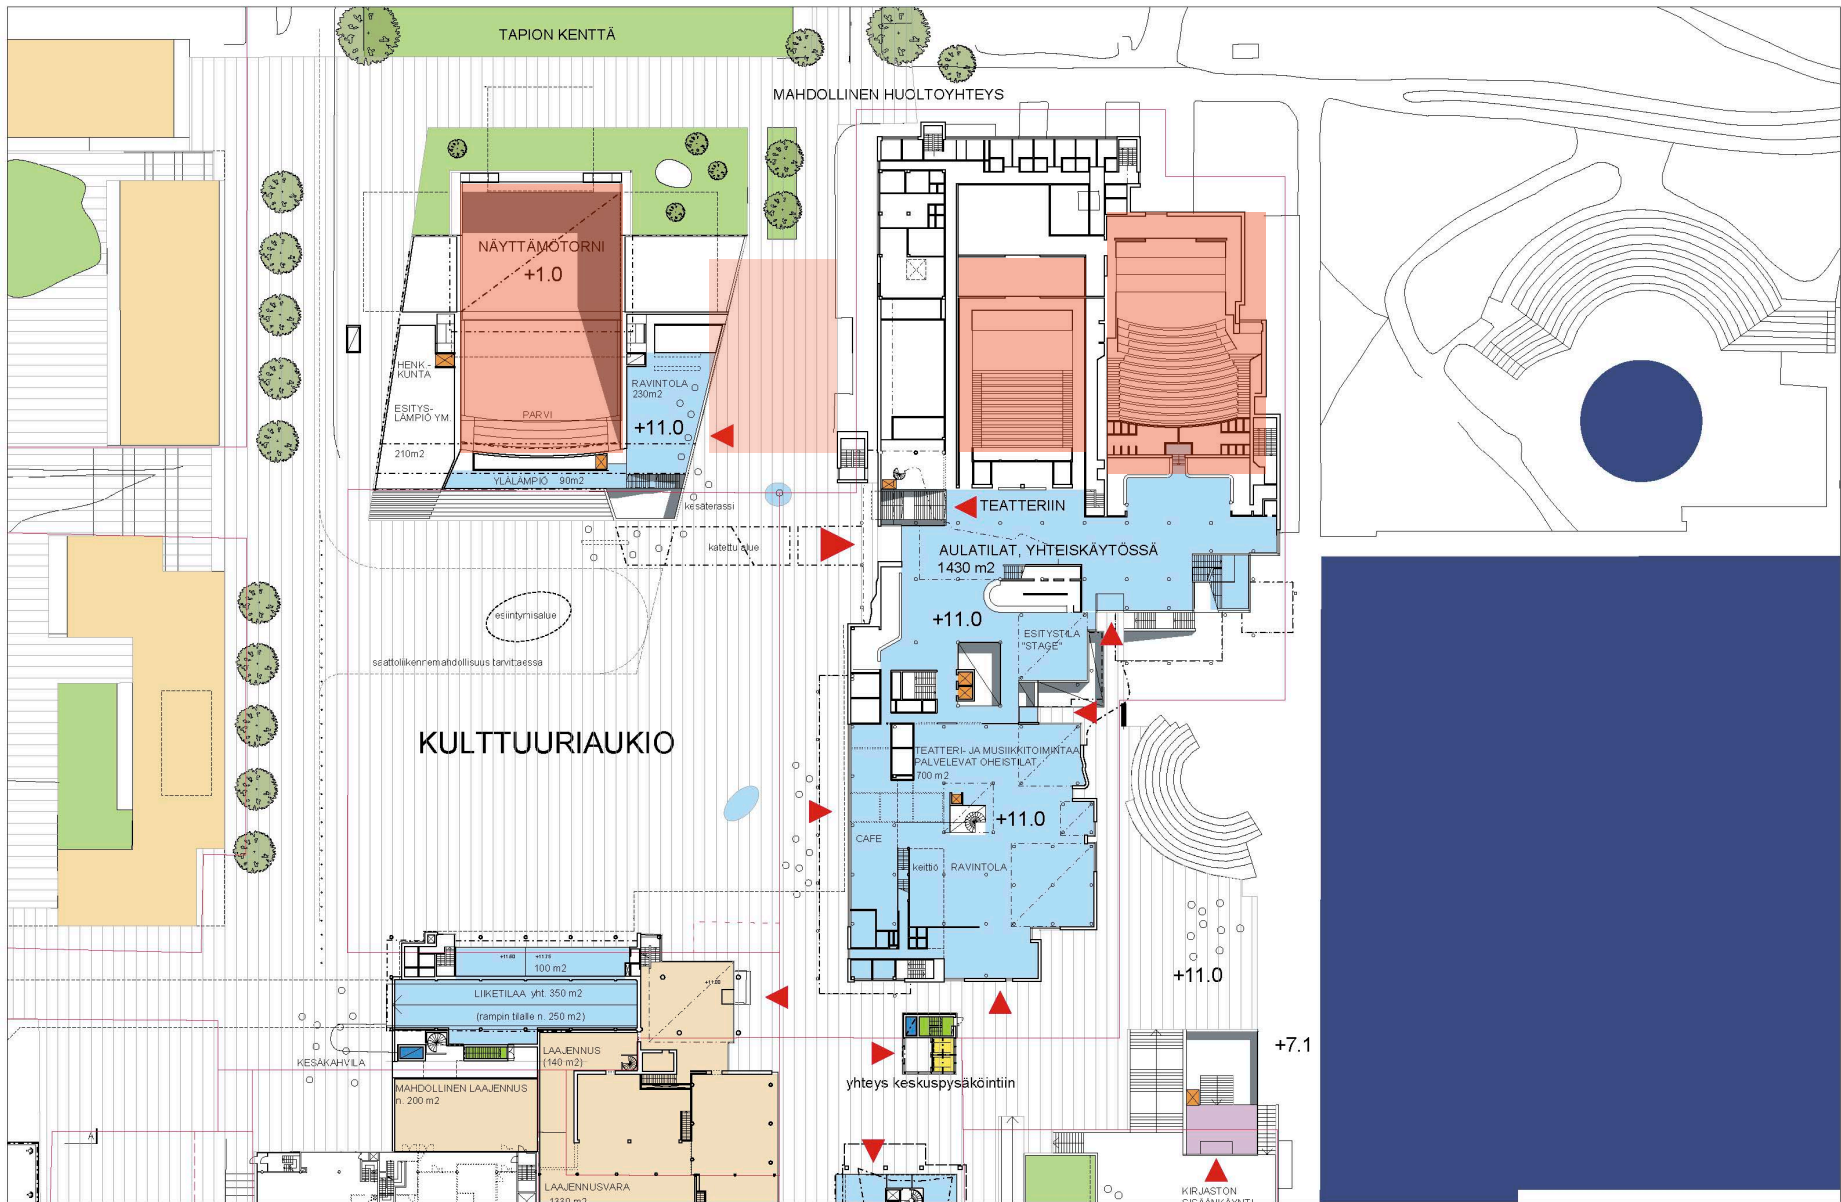 TAPION KENTTÄ
MAHDOLLINEN HUOLTOYHTEYS
NÄYTTÄMÖTORNI
+1.0
HENK.-
KUNTA
ESITYS-
LÄMPIÖ YM.
210m2
PARVI
RAVINTOLA
230m2
+11.0
YLÄLÄMPIÖ 90m2
kesäterassi
katettu alue
TEATTERIIN
AULATILAT, YHTEISKÄYTÖSSÄ
1430 m2
+11.0
ESITYSTILA
"STAGE"
esiintymisalue
saattoliikennemahdollisuus tarvittaessa
KULTTUURIAUKIO
TEATTERI- JA MUSIIKKITOIMINTAA
PALVELEVAT OHEISTILAT
700 m2
+11.0
CAFE
keittiö
RAVINTOLA
100 m2
LIIKETILAA yht. 350 m2
(rampin tilalle n. 250 m2)
+11.0
+7.1
KESÄKAHVILA
LAAJENNUS
(140 m2)
MAHDOLLINEN LAAJENNUS
n. 200 m2
yhteys keskuspysäköintiin
A
LAAJENNUSVARA
KIRJASTON